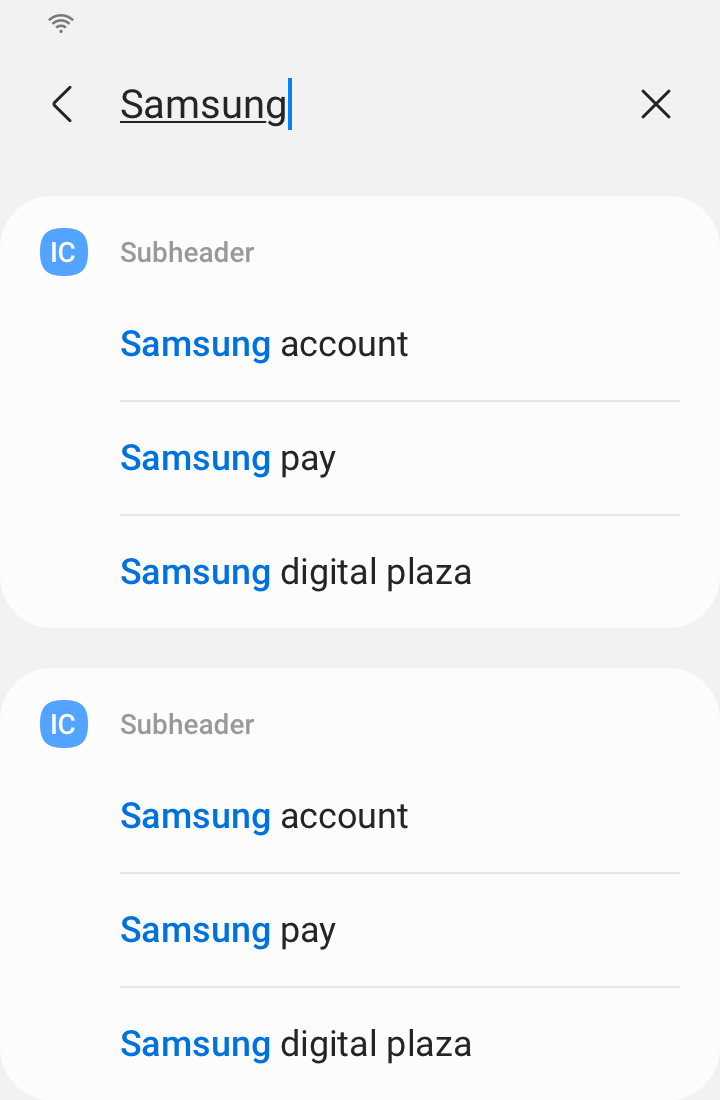 Samsung
IC Subheader
Samsung account
Samsung pay
Samsung digital plaza
IC Subheader
Samsung account
Samsung pay
Samsung digital plaza